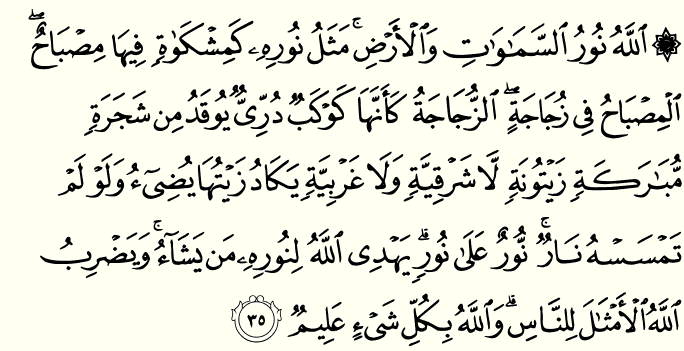 ۞ ٱللَّهُ نُورُ ٱلسَّمَـٰوَٰتِ وَٱلْأَرْضِ ۚ مَثَلُ نُورِهِۦ كَمِشْكَوٰةٍ فِيهَا مِصْبَاحٌ ۖ
ٱلْمِصْبَاحُ فِى زُجَاجَةٍ ۖ ٱلزُّجَاجَةُ كَأَنَّهَا كَوْكَبٌ دُرِّىٌّ يُوقَدُ مِن شَجَرَةٍ
مُّبَـٰرَكَةٍ زَيْتُونَةٍ لَّا شَرْقِيَّةٍ وَلَا غَرْبِيَّةٍ يَكَادُ زَيْتُهَا يُضِىٓءُ وَلَوْ لَمْ
تَمْسَسْهُ نَارٌ ۚ نُّورٌ عَلَىٰ نُورٍ ۗ يَهْدِى ٱللَّهُ لِنُورِهِۦ مَن يَشَآءُ ۚ وَيَضْرِبُ
ٱللَّهُ ٱلْأَمْثَـٰلَ لِلنَّاسِ ۗ وَٱللَّهُ بِكُلِّ شَىْءٍ عَلِيمٌ ٣٥